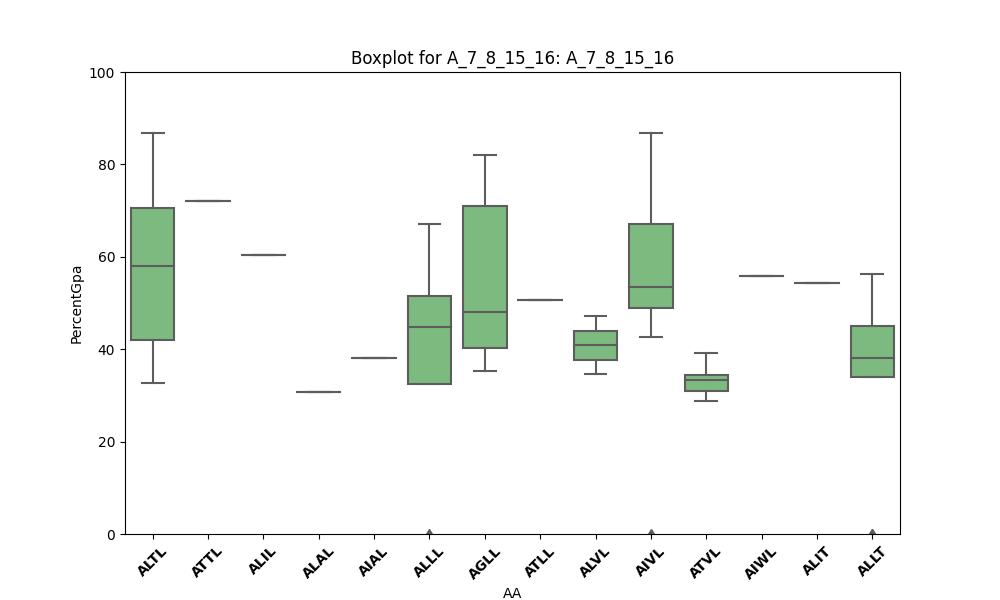 Boxplot for A_7_8_15_16: A_7_8_15_16
PercentGpa
100
80
60
40
20
0
ALTL ATTL ALIL ALAL AIAL ALLL AGLL ATLL ALVL AIVL ATVL AIWL ALIT ALLT
AA